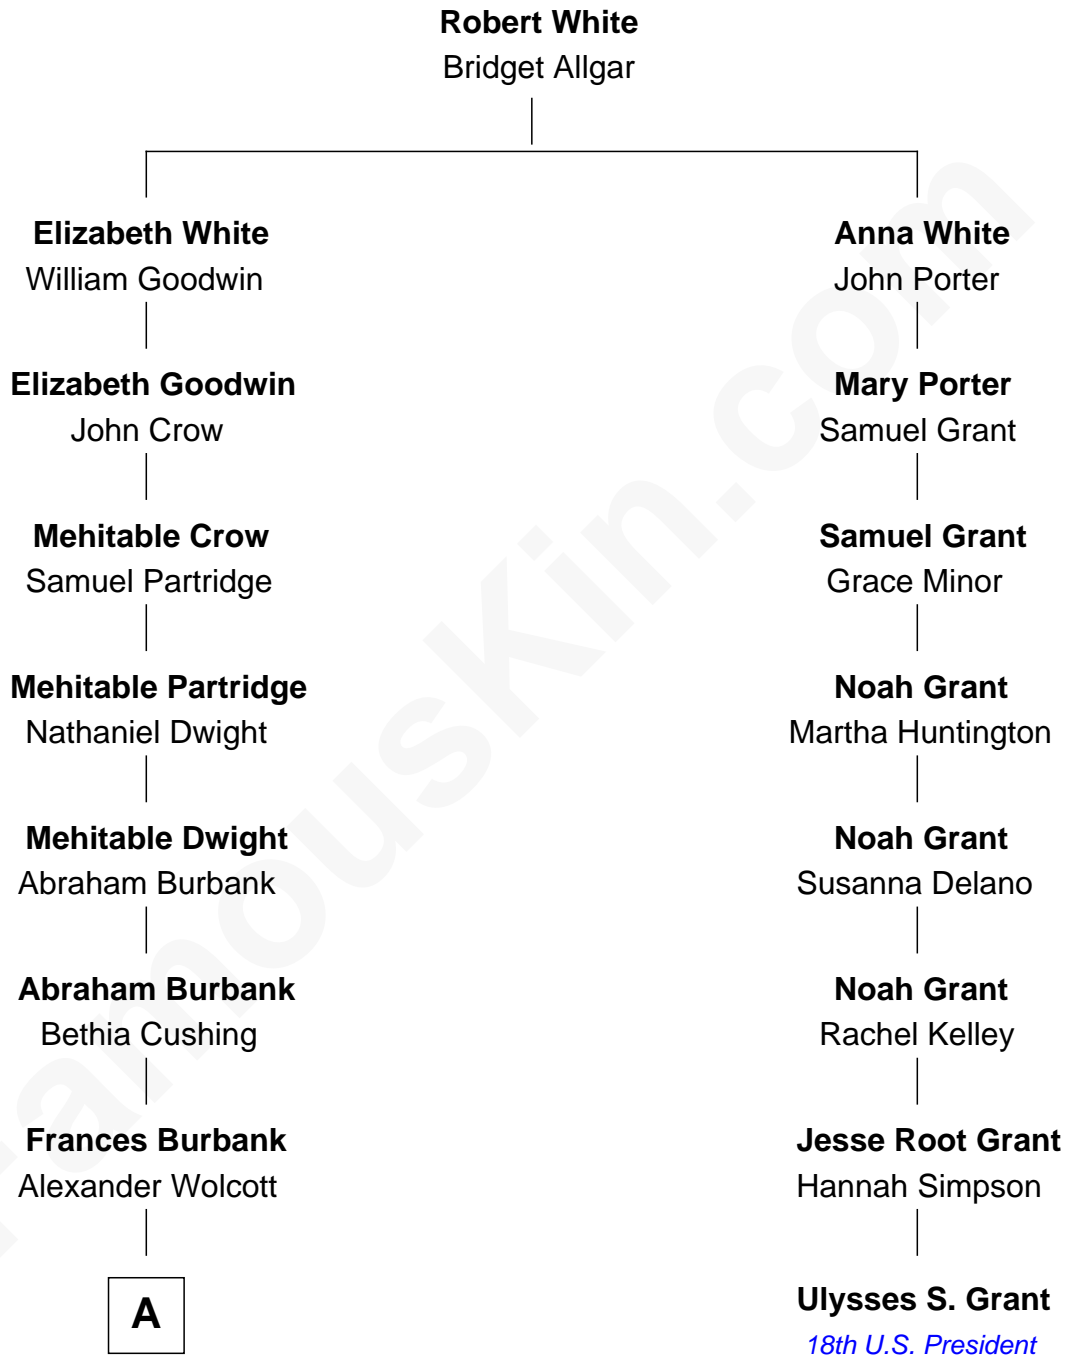 Robert White
Bridget Allgar
Elizabeth White
William Goodwin
Anna White
John Porter
Elizabeth Goodwin
John Crow
Mary Porter
Samuel Grant
Mehitable Crow
Samuel Partridge
Samuel Grant
Grace Minor
Mehitable Partridge
Nathaniel Dwight
Noah Grant
Martha Huntington
Mehitable Dwight
Abraham Burbank
Noah Grant
Susanna Delano
Abraham Burbank
Bethia Cushing
Noah Grant
Rachel Kelley
Frances Burbank
Alexander Wolcott
Jesse Root Grant
Hannah Simpson
A
Ulysses S. Grant
18th U.S. President
FamousKin.com